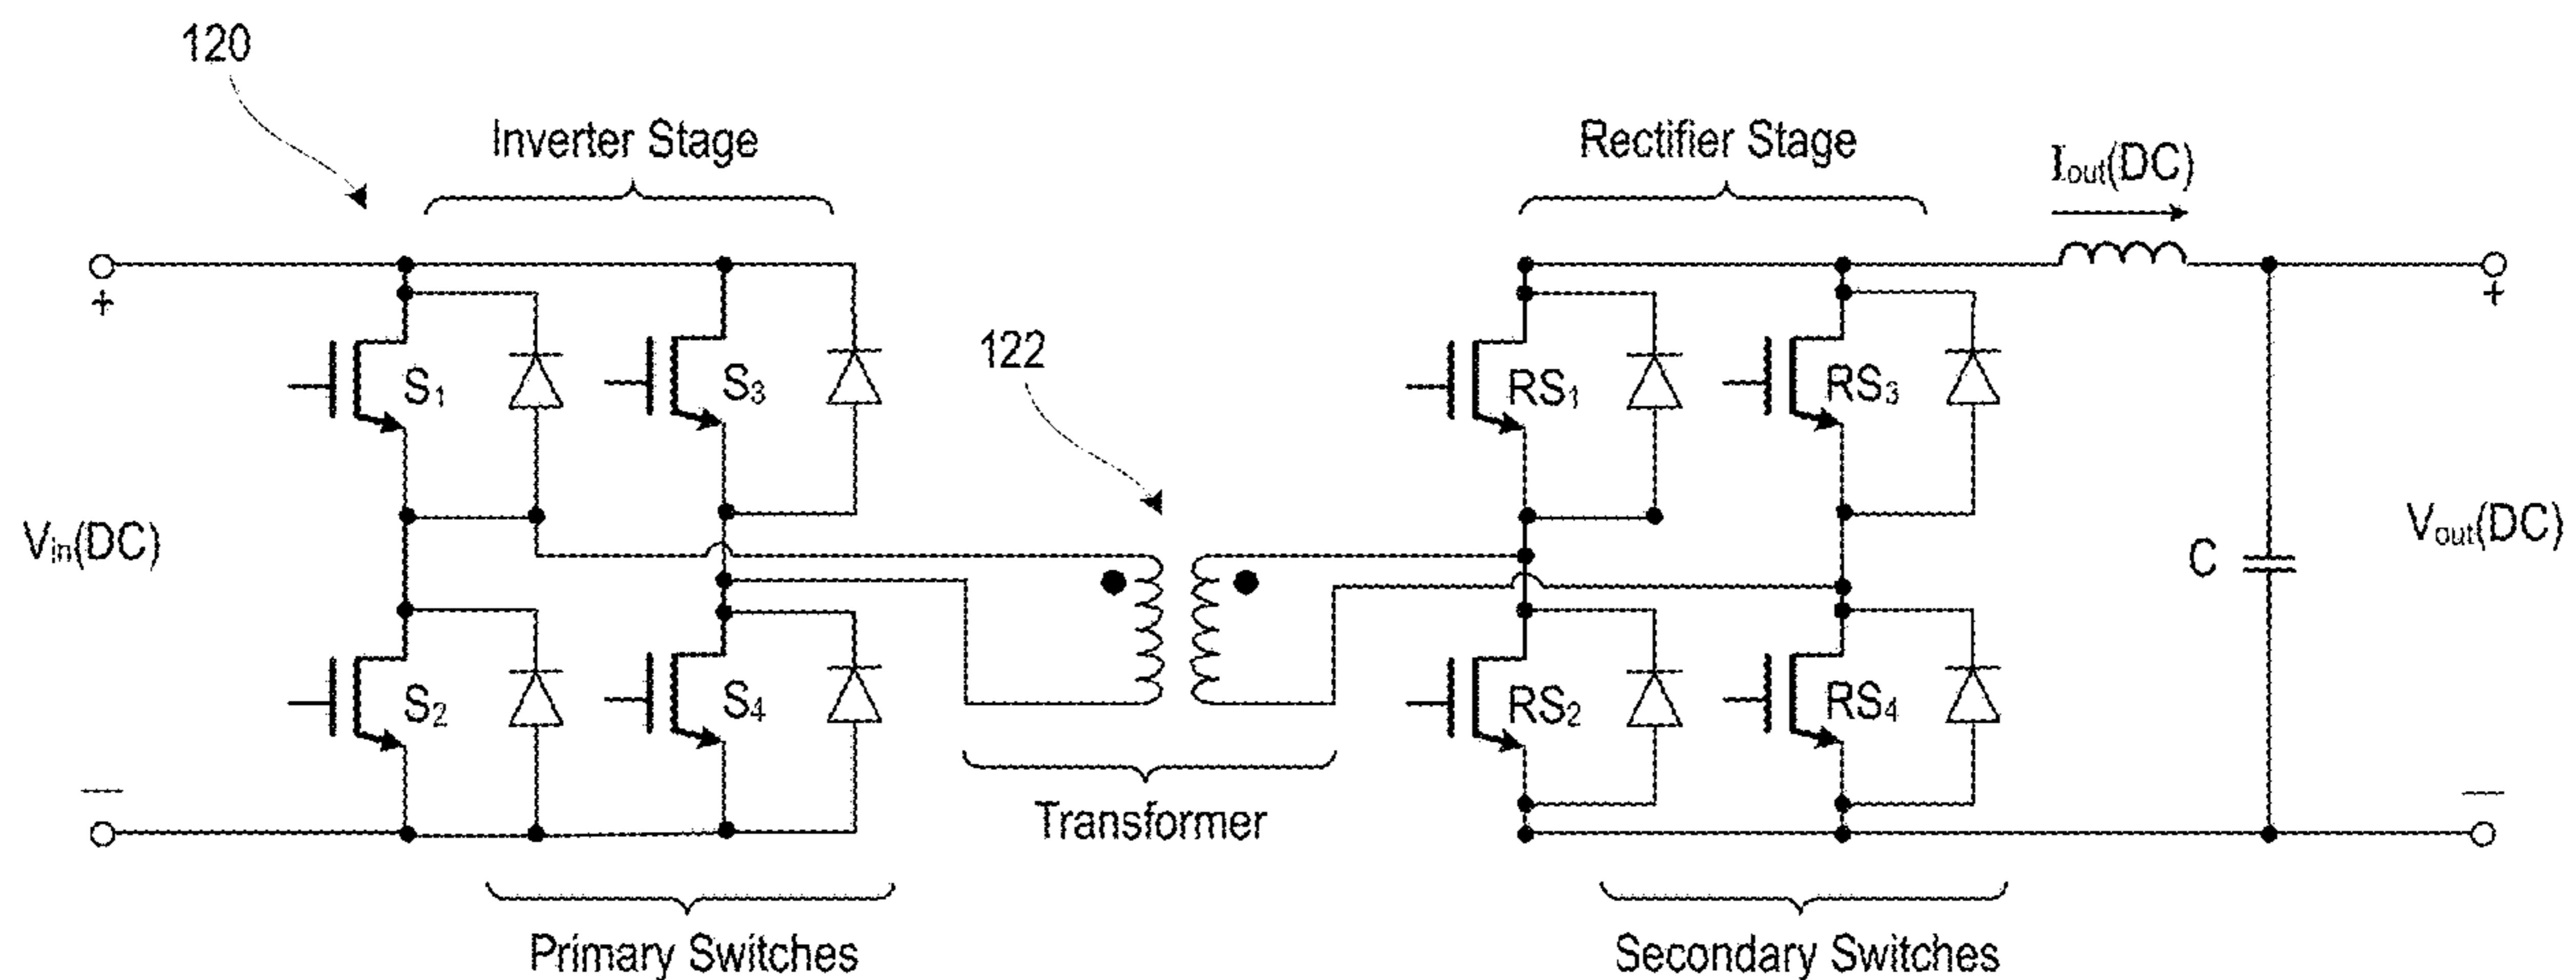 120
Inverter Stage
Rectifier Stage
Iout(DC)
+
+
122
S1
S3
RS1
RS3
Vin(DC)
C
Vout(DC)
S2
S4
RS2
RS4
—
—
Transformer
Primary Switches
Secondary Switches